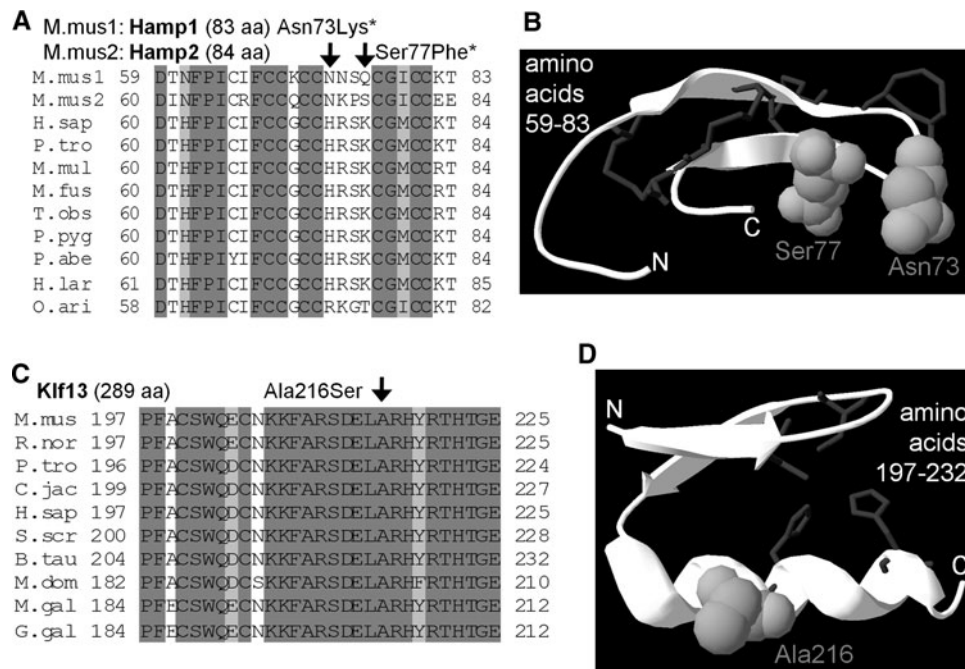 A
M.mus1: Hamp1 (83 aa) Asn73Lys*
M.mus2: Hamp2 (84 aa) Ser77Phe*
M.mus1 59 DTNFPICIFCCKCCNNSQCGICCKT 83
M.mus2 60 DINFPICRFCCQCCNKPSCGICCEE 84
H.sap 60 DTHFPICIFCCGCCHRSKCGMCCKT 84
P.tro 60 DTHFPICIFCCGCCHRSKCGMCCKT 84
M.mul 60 DTHFPICIFCCGCCHRSKCGMCCRT 84
M.fus 60 DTHFPICIFCCGCCHRSKCGMCCRT 84
T.obs 60 DTHFPICIFCCGCCHRSKCGMCCRT 84
P.pyg 60 DTHFPICIFCCGCCHRSKCGMCCRT 84
P.abe 60 DTHFPIYIFCCGCCHRSKCGMCCKT 84
H.lar 61 DTHFPICIFCCGCCHRSKCGMCCRT 85
O.ari 58 DTHFPICIFCCGCCRKGTCGICCKT 82
B
amino
acids
59-83
N
C
Ser77
Asn73
C
Klf13 (289 aa) Ala216Ser
M.mus 197 PFACSWQECNKKFARSDELARHYRTHTGE 225
R.nor 197 PFACSWQECNKKFARSDELARHYRTHTGE 225
P.tro 196 PFACSWQDCNKKFARSDELARHYRTHTGE 224
C.jac 199 PFACSWQDCNKKFARSDELARHYRTHTGE 227
H.sap 197 PFACSWQDCNKKFARSDELARHYRTHTGE 225
S.scr 200 PFACSWQDCNKKFARSDELARHYRTHTGE 228
B.tau 204 PFACSWQDCNKKFARSDELARHYRTHTGE 232
M.dom 182 PFACSWQDCSKKFARSDELARHFRTHTGE 210
M.gal 184 PFECSWQECNKKFARSDELARHYRTHTGE 212
G.gal 184 PFECSWQECNKKFARSDELARHYRTHTGE 212
D
N
amino
acids
197-232
C
Ala216